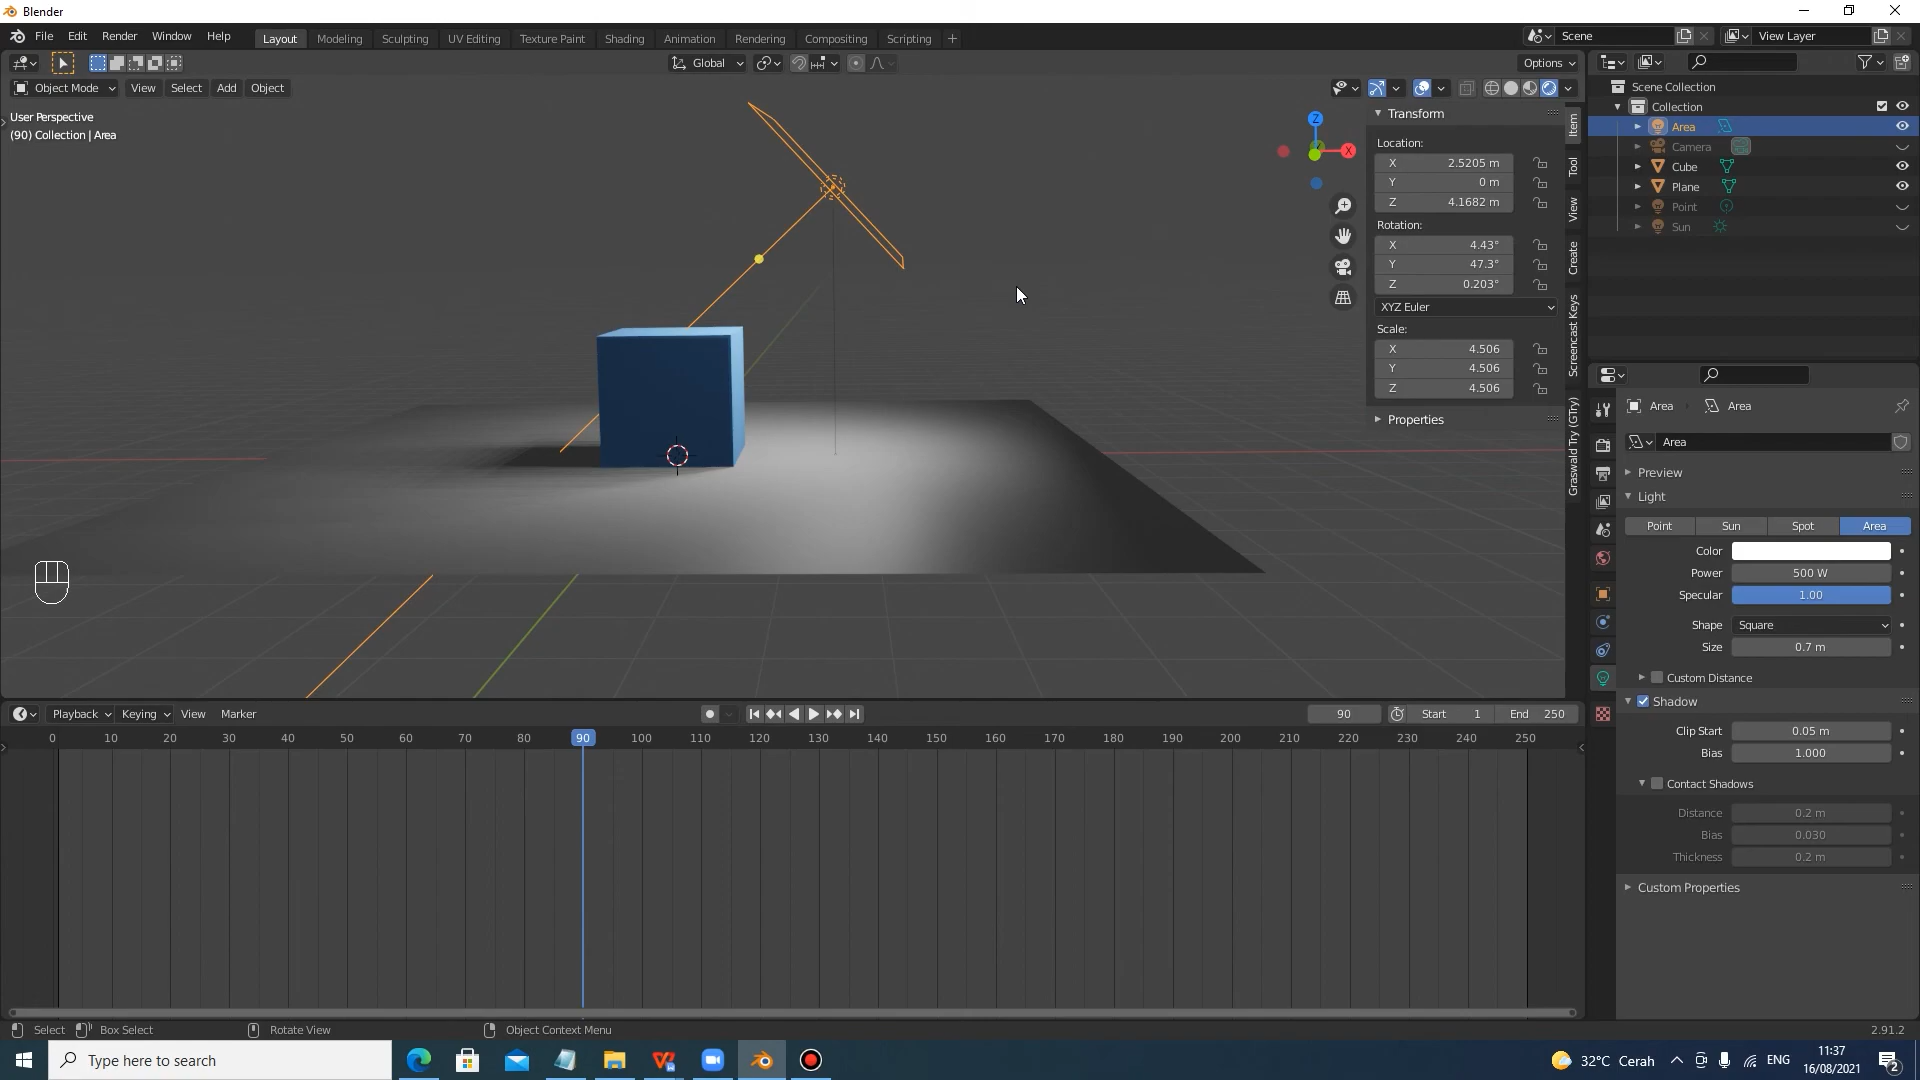 Blender
File Edit Render Window Help
Layout Modeling Sculpting UV Editing Texture Paint Shading Animation Rendering Compositing Scripting
Scene
View Layer
Global
Options
Object Mode View Select Add Object
User Perspective
(90) Collection | Area
Z
X
Transform
Location:
X 2.5205 m
Y 0 m
Z 4.1682 m
Rotation:
X 4.43°
Y 47.3°
Z 0.203°
XYZ Euler
Scale:
X 4.506
Y 4.506
Z 4.506
Properties
Item
Tool
View
Create
Screencast Keys
Graswald Try (GTry)
Scene Collection
Collection
Area
Camera
Cube
Plane
Point
Sun
Area Area
Area
Preview
Light
Point Sun Spot Area
Color
Power 500 W
Specular 1.00
Shape Square
Size 0.7 m
Custom Distance
Shadow
Clip Start 0.05 m
Bias 1.000
Contact Shadows
Distance 0.2 m
Bias 0.030
Thickness 0.2 m
Custom Properties
Playback Keying View Marker
90 Start 1 End 250
0 10 20 30 40 50 60 70 80 90 100 110 120 130 140 150 160 170 180 190 200 210 220 230 240 250
Select Box Select Rotate View Object Context Menu 2.91.2
Type here to search
32°C Cerah
ENG
11:37
16/08/2021
2